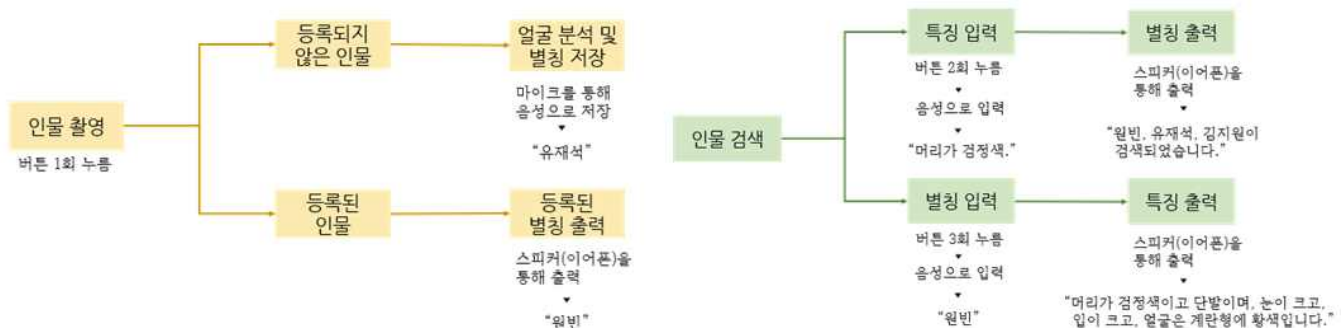 인물 촬영
버튼 1회 누름
등록되지
않은 인물
얼굴 분석 및
별칭 저장
마이크를 통해
음성으로 저장
"유재석"
등록된
인물
등록된
별칭 출력
스피커(이어폰)을
통해 출력
"원빈"
인물 검색
특징 입력
버튼 2회 누름
음성으로 입력
"머리가 검정색."
별칭 출력
스피커(이어폰)을
통해 출력
"원빈, 유재석, 김지원이
검색되었습니다."
별칭 입력
버튼 3회 누름
음성으로 입력
"원빈"
특징 출력
스피커(이어폰)을
통해 출력
"머리가 검정색이고 단발이며, 눈이 크고,
입이 크고, 얼굴은 계란형에 황색입니다."